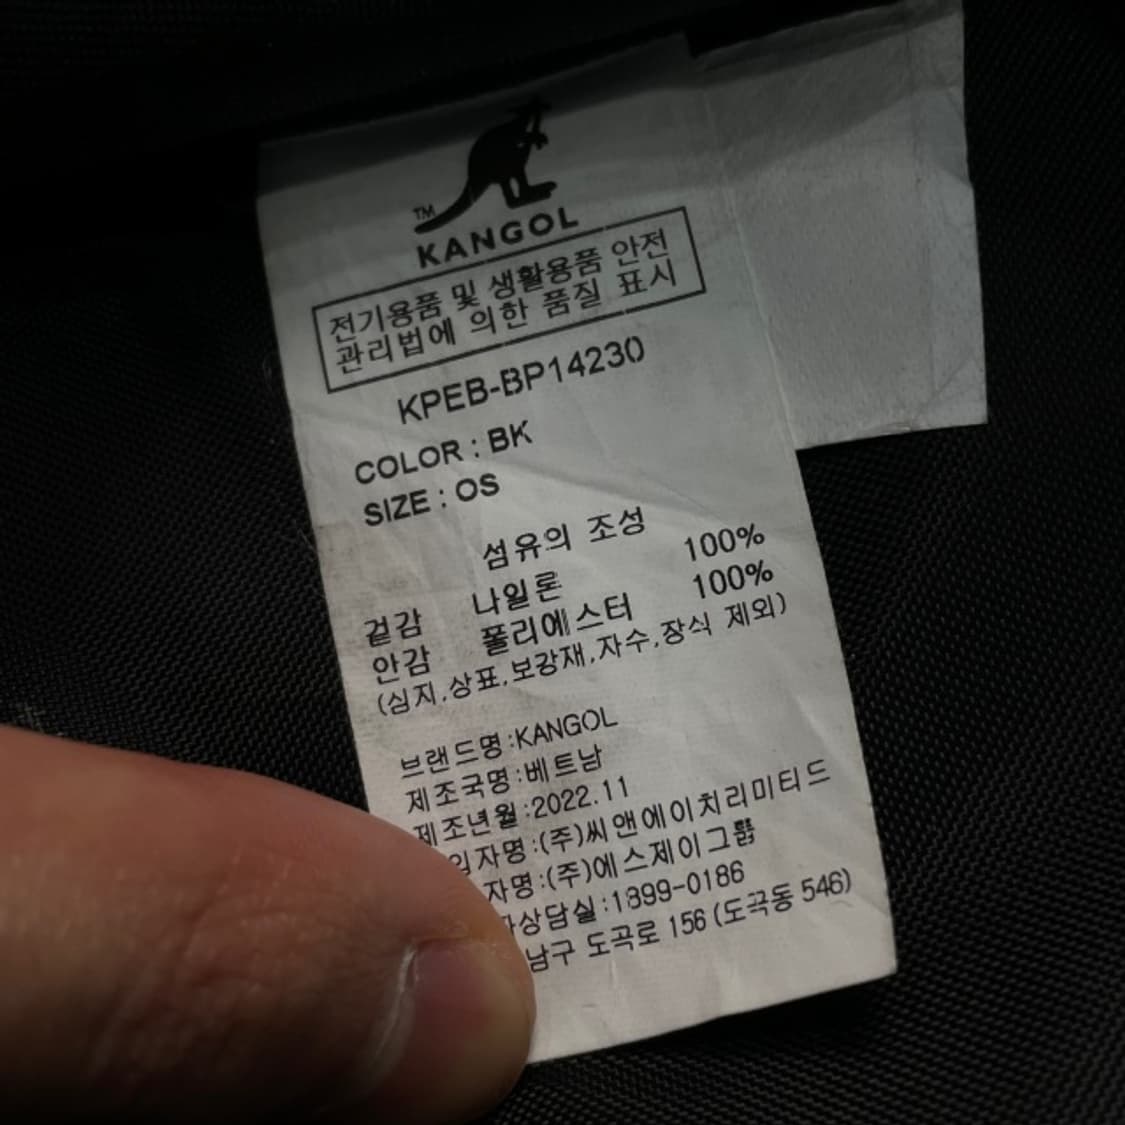 TM
KANGOL
전기용품 및 생활용품 안전
관리법에 의한 품질 표시
KPEB-BP14230
COLOR : BK
SIZE : OS
섬유의 조성
겉감 나일론 100%
안감 폴리에스터 100%
(심지,상표,보강재,자수,장식 제외)
브랜드명:KANGOL
제조국명:베트남
제조년월:2022.11
입자명:(주)씨앤에이치리미티드
자명:(주)에스제이그룹
상담실:1899-0186
남구 도곡로 156 (도곡동 546)